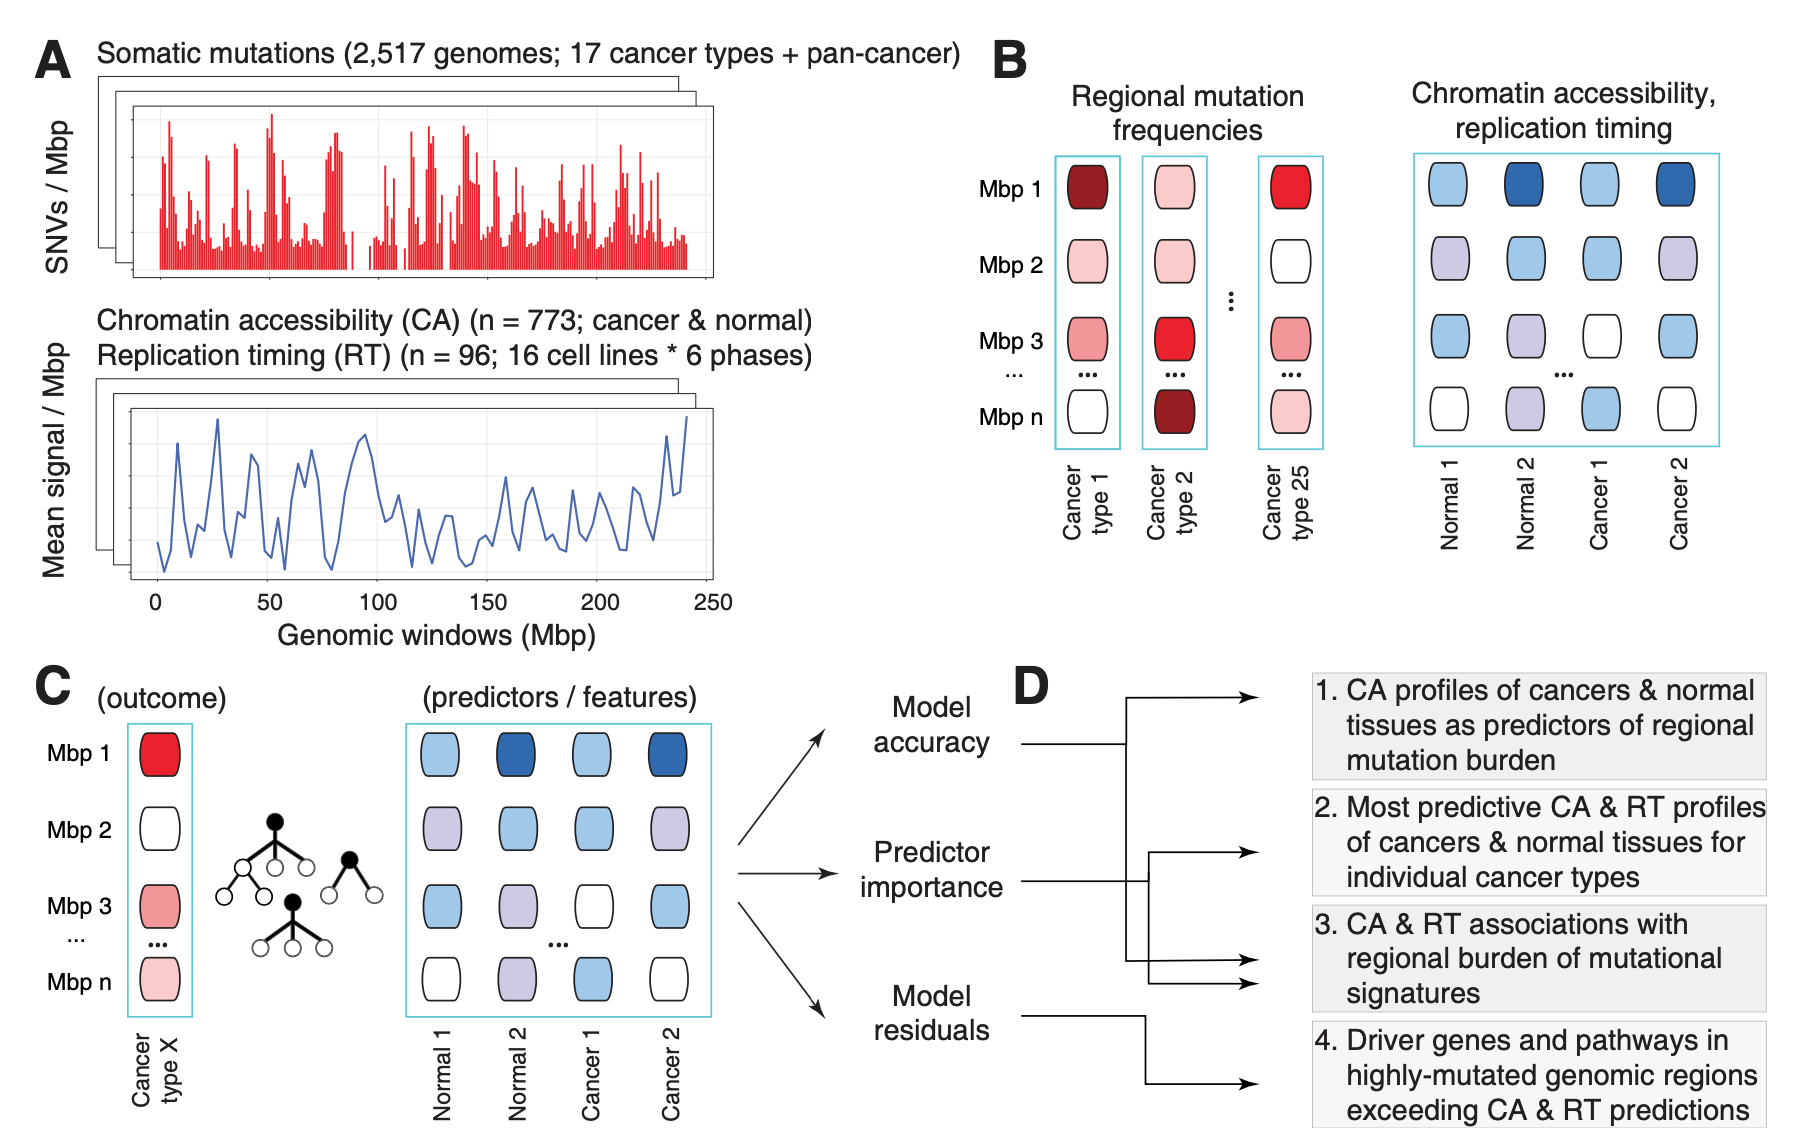 A
Somatic mutations (2,517 genomes; 17 cancer types + pan-cancer)
SNVs / Mbp
Chromatin accessibility (CA) (n = 773; cancer & normal)
Replication timing (RT) (n = 96; 16 cell lines * 6 phases)
Mean signal / Mbp
0 50 100 150 200 250
Genomic windows (Mbp)
B
Regional mutation
frequencies
Chromatin accessibility,
replication timing
Mbp 1
Mbp 2
Mbp 3
...
...
...
...
...
Mbp n
Cancer
type 1
Cancer
type 2
Cancer
type 25
Normal 1
Normal 2
Cancer 1
Cancer 2
C
(outcome)
(predictors / features)
Mbp 1
Mbp 2
Mbp 3
...
...
...
Mbp n
Cancer
type X
Normal 1
Normal 2
Cancer 1
Cancer 2
Model
accuracy
Predictor
importance
Model
residuals
D
1. CA profiles of cancers & normal
tissues as predictors of regional
mutation burden
2. Most predictive CA & RT profiles
of cancers & normal tissues for
individual cancer types
3. CA & RT associations with
regional burden of mutational
signatures
4. Driver genes and pathways in
highly-mutated genomic regions
exceeding CA & RT predictions